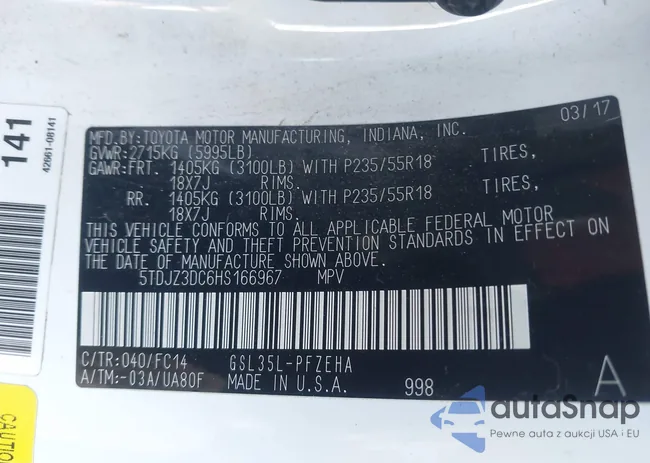 03/17
MFD.BY:TOYOTA MOTOR MANUFACTURING, INDIANA, INC.
GVWR:2715KG (5995LB)
GAWR:FRT. 1405KG (3100LB) WITH P235/55R18 TIRES,
18X7J RIMS.
RR. 1405KG (3100LB) WITH P235/55R18 TIRES,
18X7J RIMS.
THIS VEHICLE CONFORMS TO ALL APPLICABLE FEDERAL MOTOR
VEHICLE SAFETY AND THEFT PREVENTION STANDARDS IN EFFECT ON
THE DATE OF MANUFACTURE SHOWN ABOVE.
5TDJZ3DC6HS166967 MPV
C/TR:040/FC14 GSL35L-PFZEHA
A/TM:-03A/UA80F MADE IN U.S.A. 998 A
141
42661-08141
CAUTIO
autoSnap
Pewne auta z aukcji USA i EU